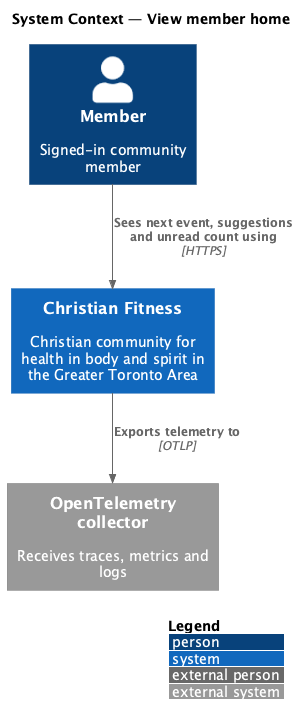 System Context — View member home
Member
Signed-in community
member
Sees next event, suggestions
and unread count using
[HTTPS]
Christian Fitness
Christian community for
health in body and spirit in
the Greater Toronto Area
Exports telemetry to
[OTLP]
OpenTelemetry
collector
Receives traces, metrics and
logs
Legend
person
system
external person
external system